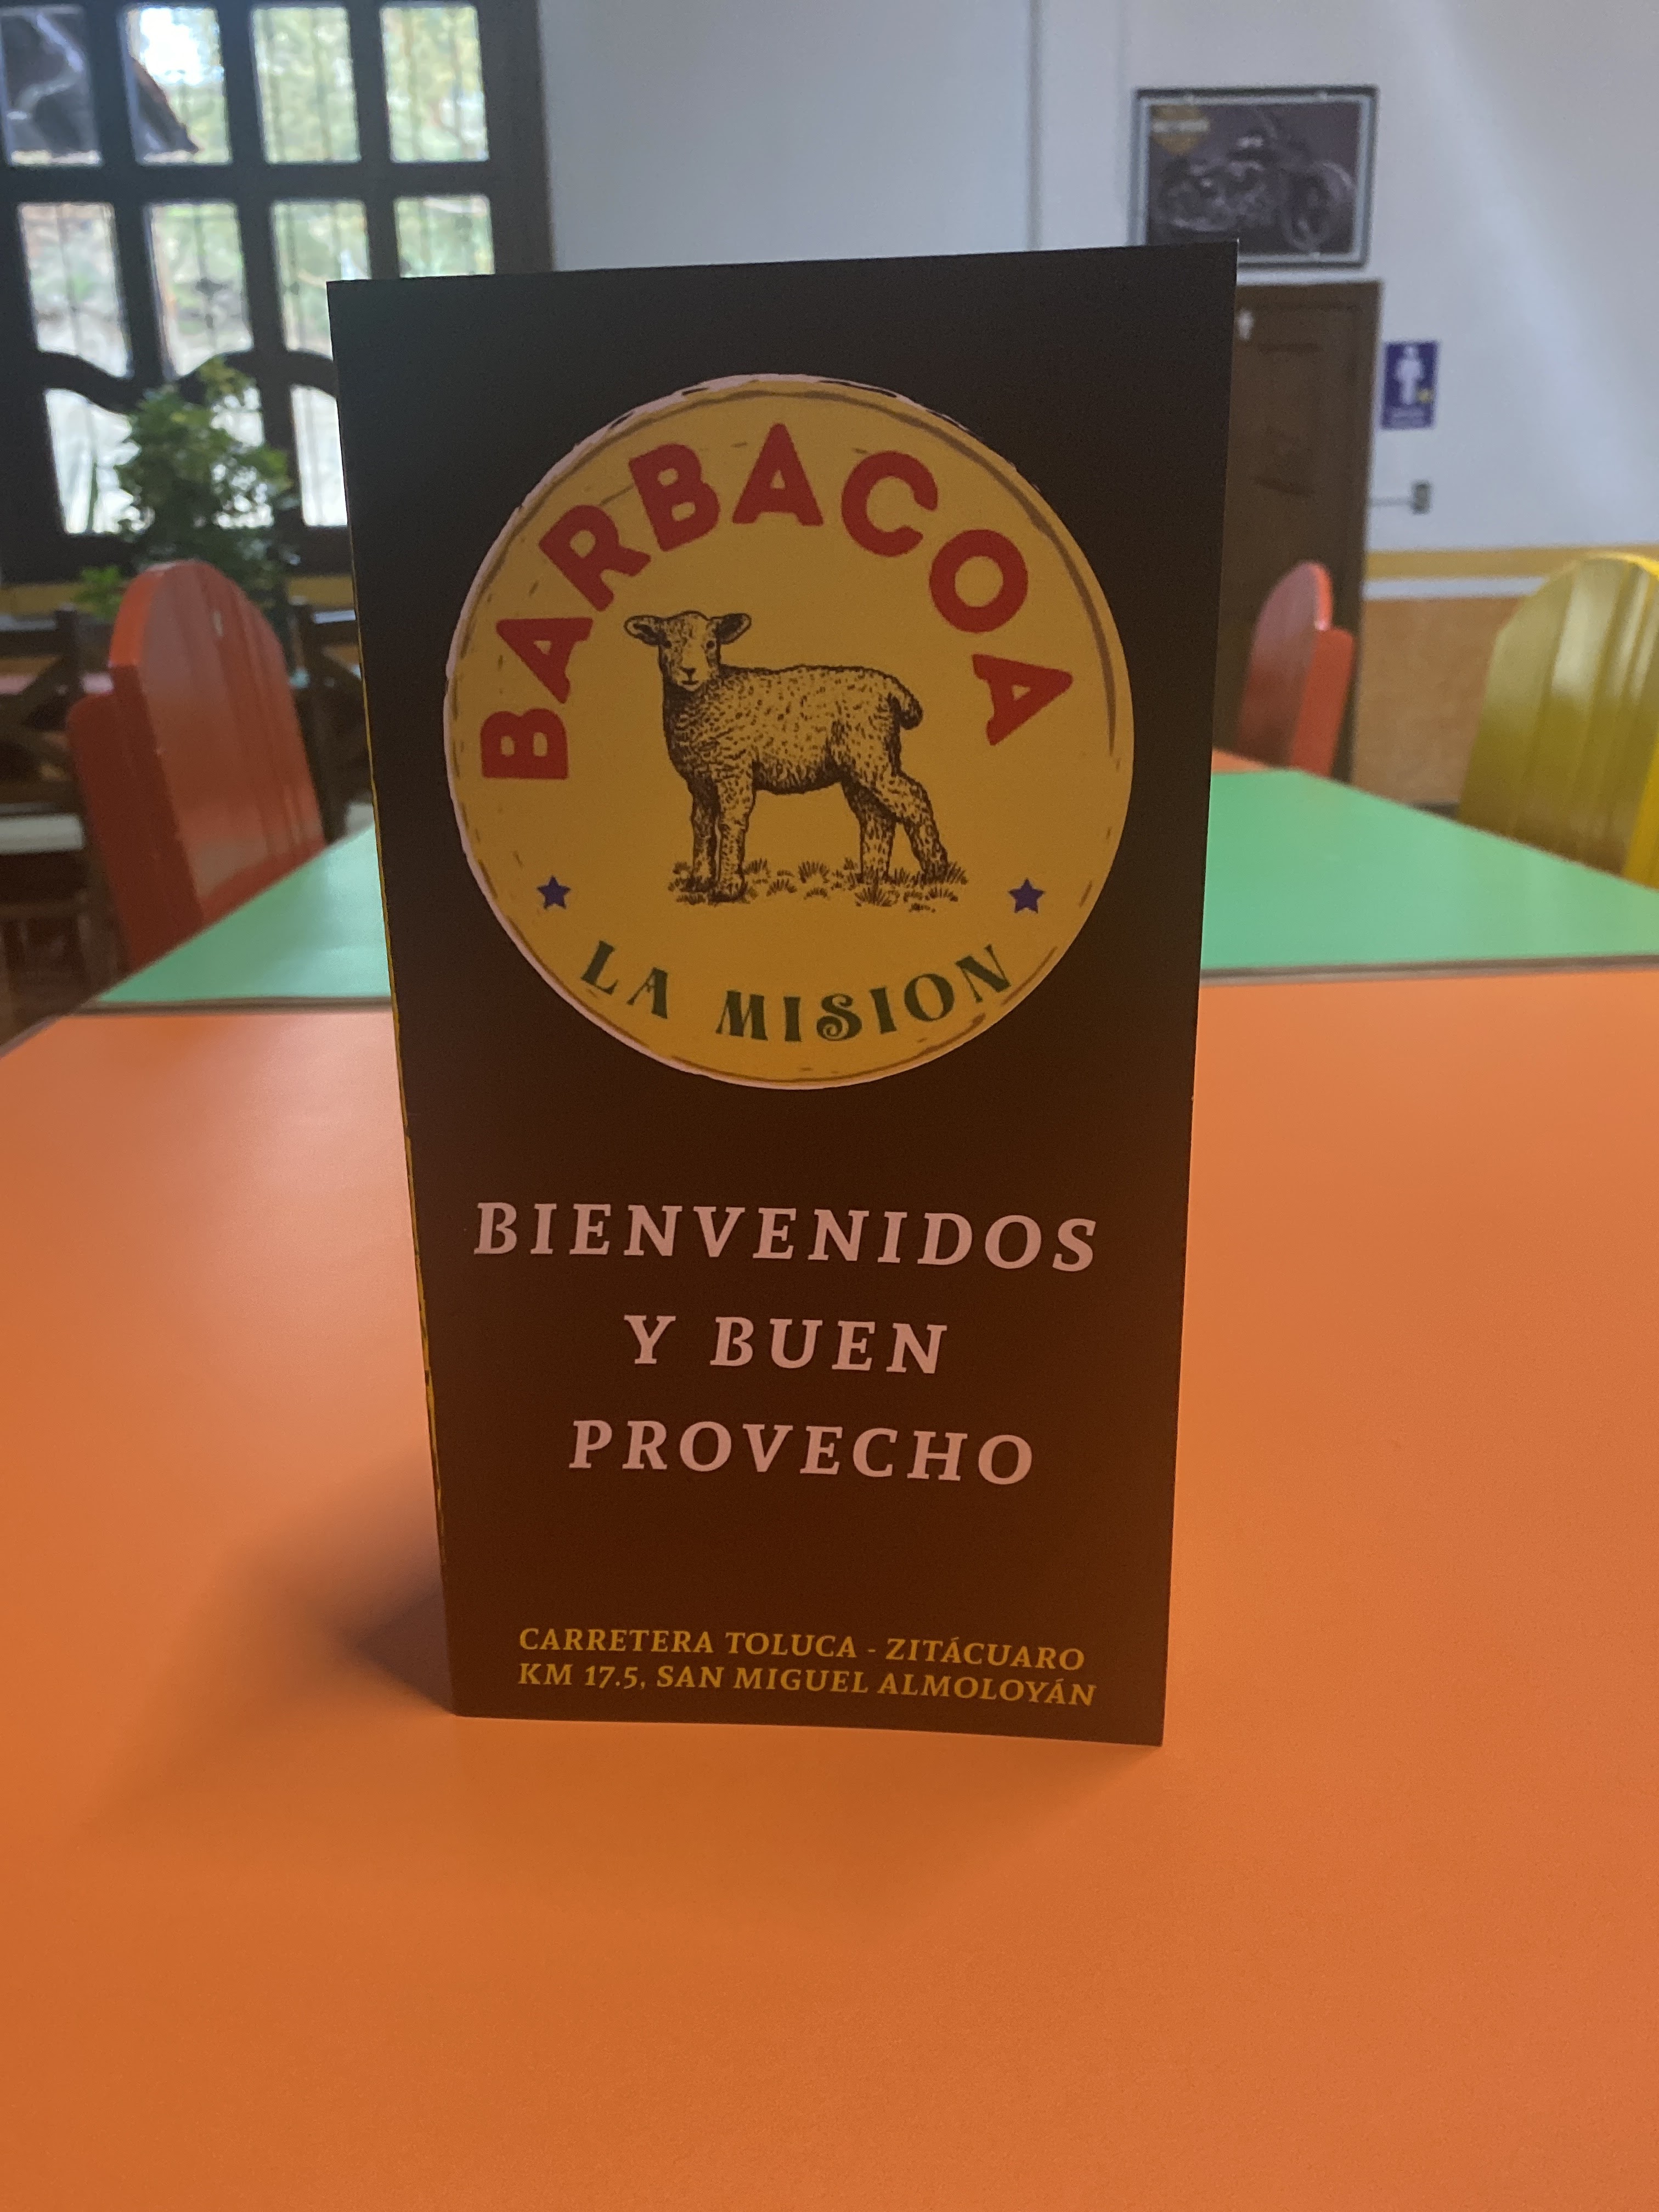 BARBACOA
LA MISION
BIENVENIDOS
Y BUEN
PROVECHO
CARRETERA TOLUCA - ZITÁCUARO
KM 17.5, SAN MIGUEL ALMOLOYÁN